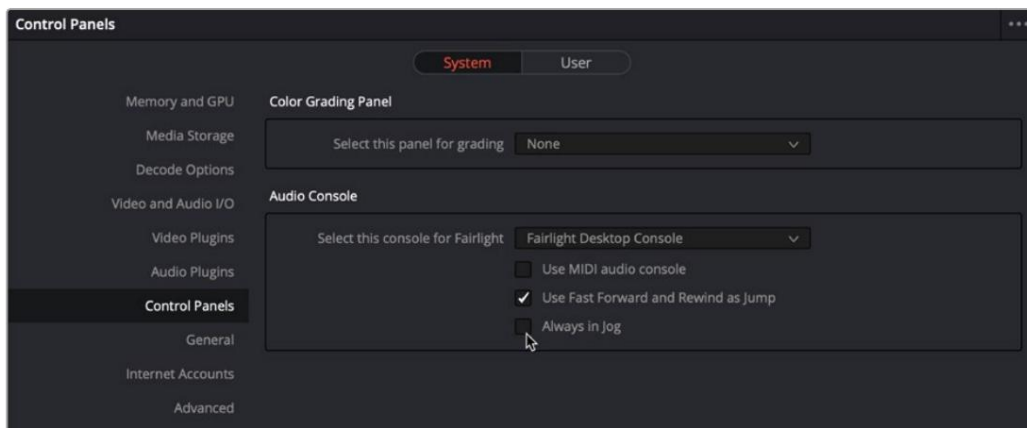 Control Panels
System
User
Memory and GPU
Media Storage
Decode Options
Video and Audio I/O
Video Plugins
Audio Plugins
Control Panels
General
Internet Accounts
Advanced
Color Grading Panel
Select this panel for grading None
Audio Console
Select this console for Fairlight Fairlight Desktop Console
Use MIDI audio console
Use Fast Forward and Rewind as Jump
Always in Jog